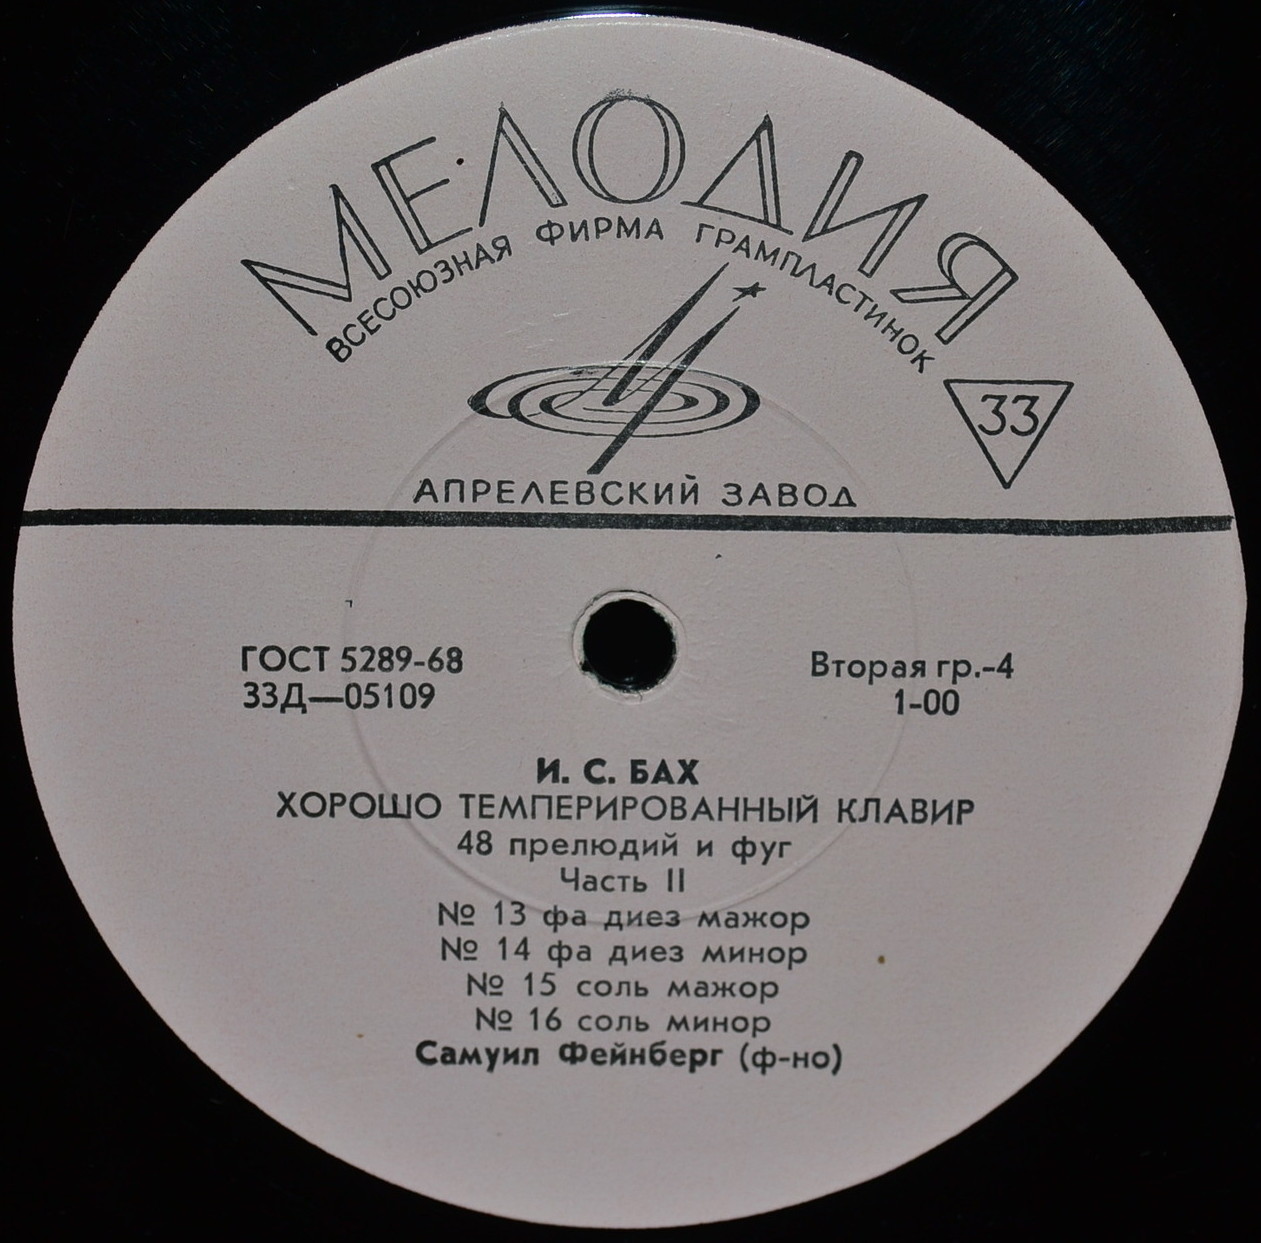 МЕЛОДИЯ
ВСЕСОЮЗНАЯ ФИРМА ГРАМПЛАСТИНОК
33
АПРЕЛЕВСКИЙ ЗАВОД
ГОСТ 5289-68
33Д—05109
Вторая гр.-4
1-00
И. С. БАХ
ХОРОШО ТЕМПЕРИРОВАННЫЙ КЛАВИР
48 прелюдий и фуг
Часть II
№ 13 фа диез мажор
№ 14 фа диез минор
№ 15 соль мажор
№ 16 соль минор
Самуил Фейнберг (ф-но)